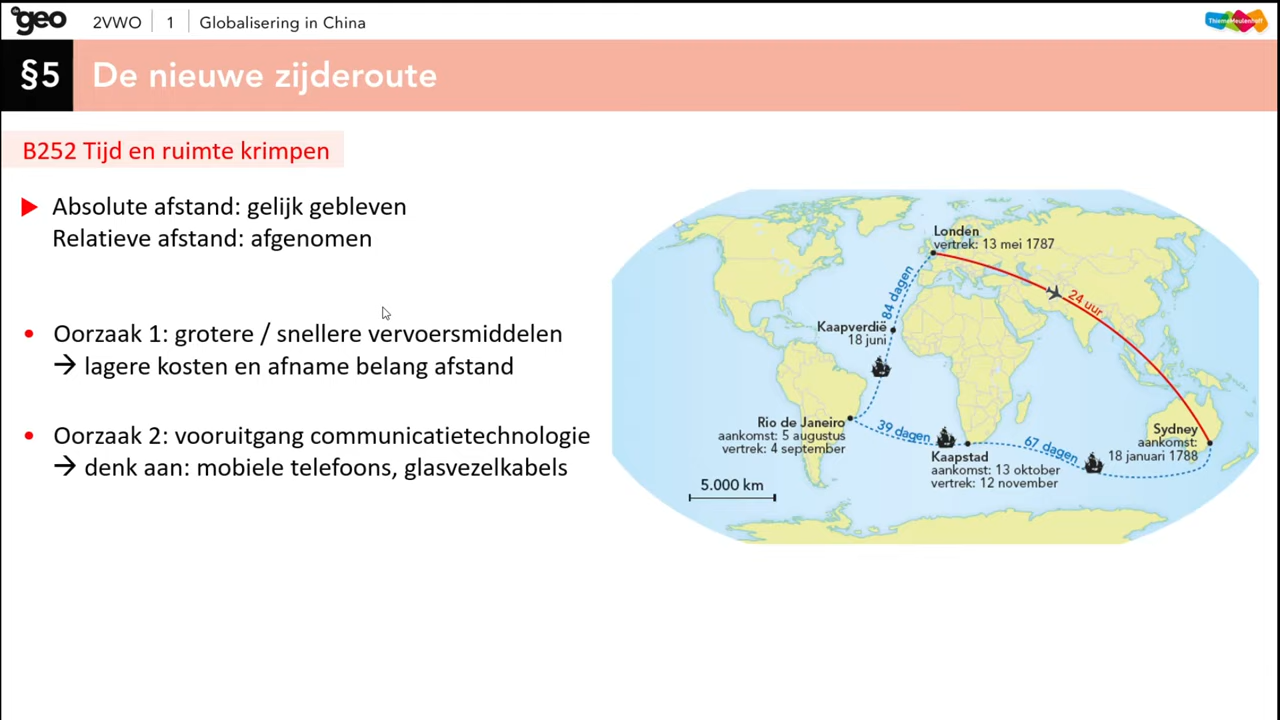 de geo
2VWO
1
Globalisering in China
ThiemeMeulenhoff
§5
De nieuwe zijderoute
B252 Tijd en ruimte krimpen
Absolute afstand: gelijk gebleven
Relatieve afstand: afgenomen
Oorzaak 1: grotere / snellere vervoersmiddelen
→ lagere kosten en afname belang afstand
Oorzaak 2: vooruitgang communicatietechnologie
→ denk aan: mobiele telefoons, glasvezelkabels
Londen
vertrek: 13 mei 1787
84 dagen
24 uur
Kaapverdië
18 juni
Rio de Janeiro
aankomst: 5 augustus
vertrek: 4 september
39 dagen
Kaapstad
aankomst: 13 oktober
vertrek: 12 november
67 dagen
Sydney
aankomst:
18 januari 1788
5.000 km